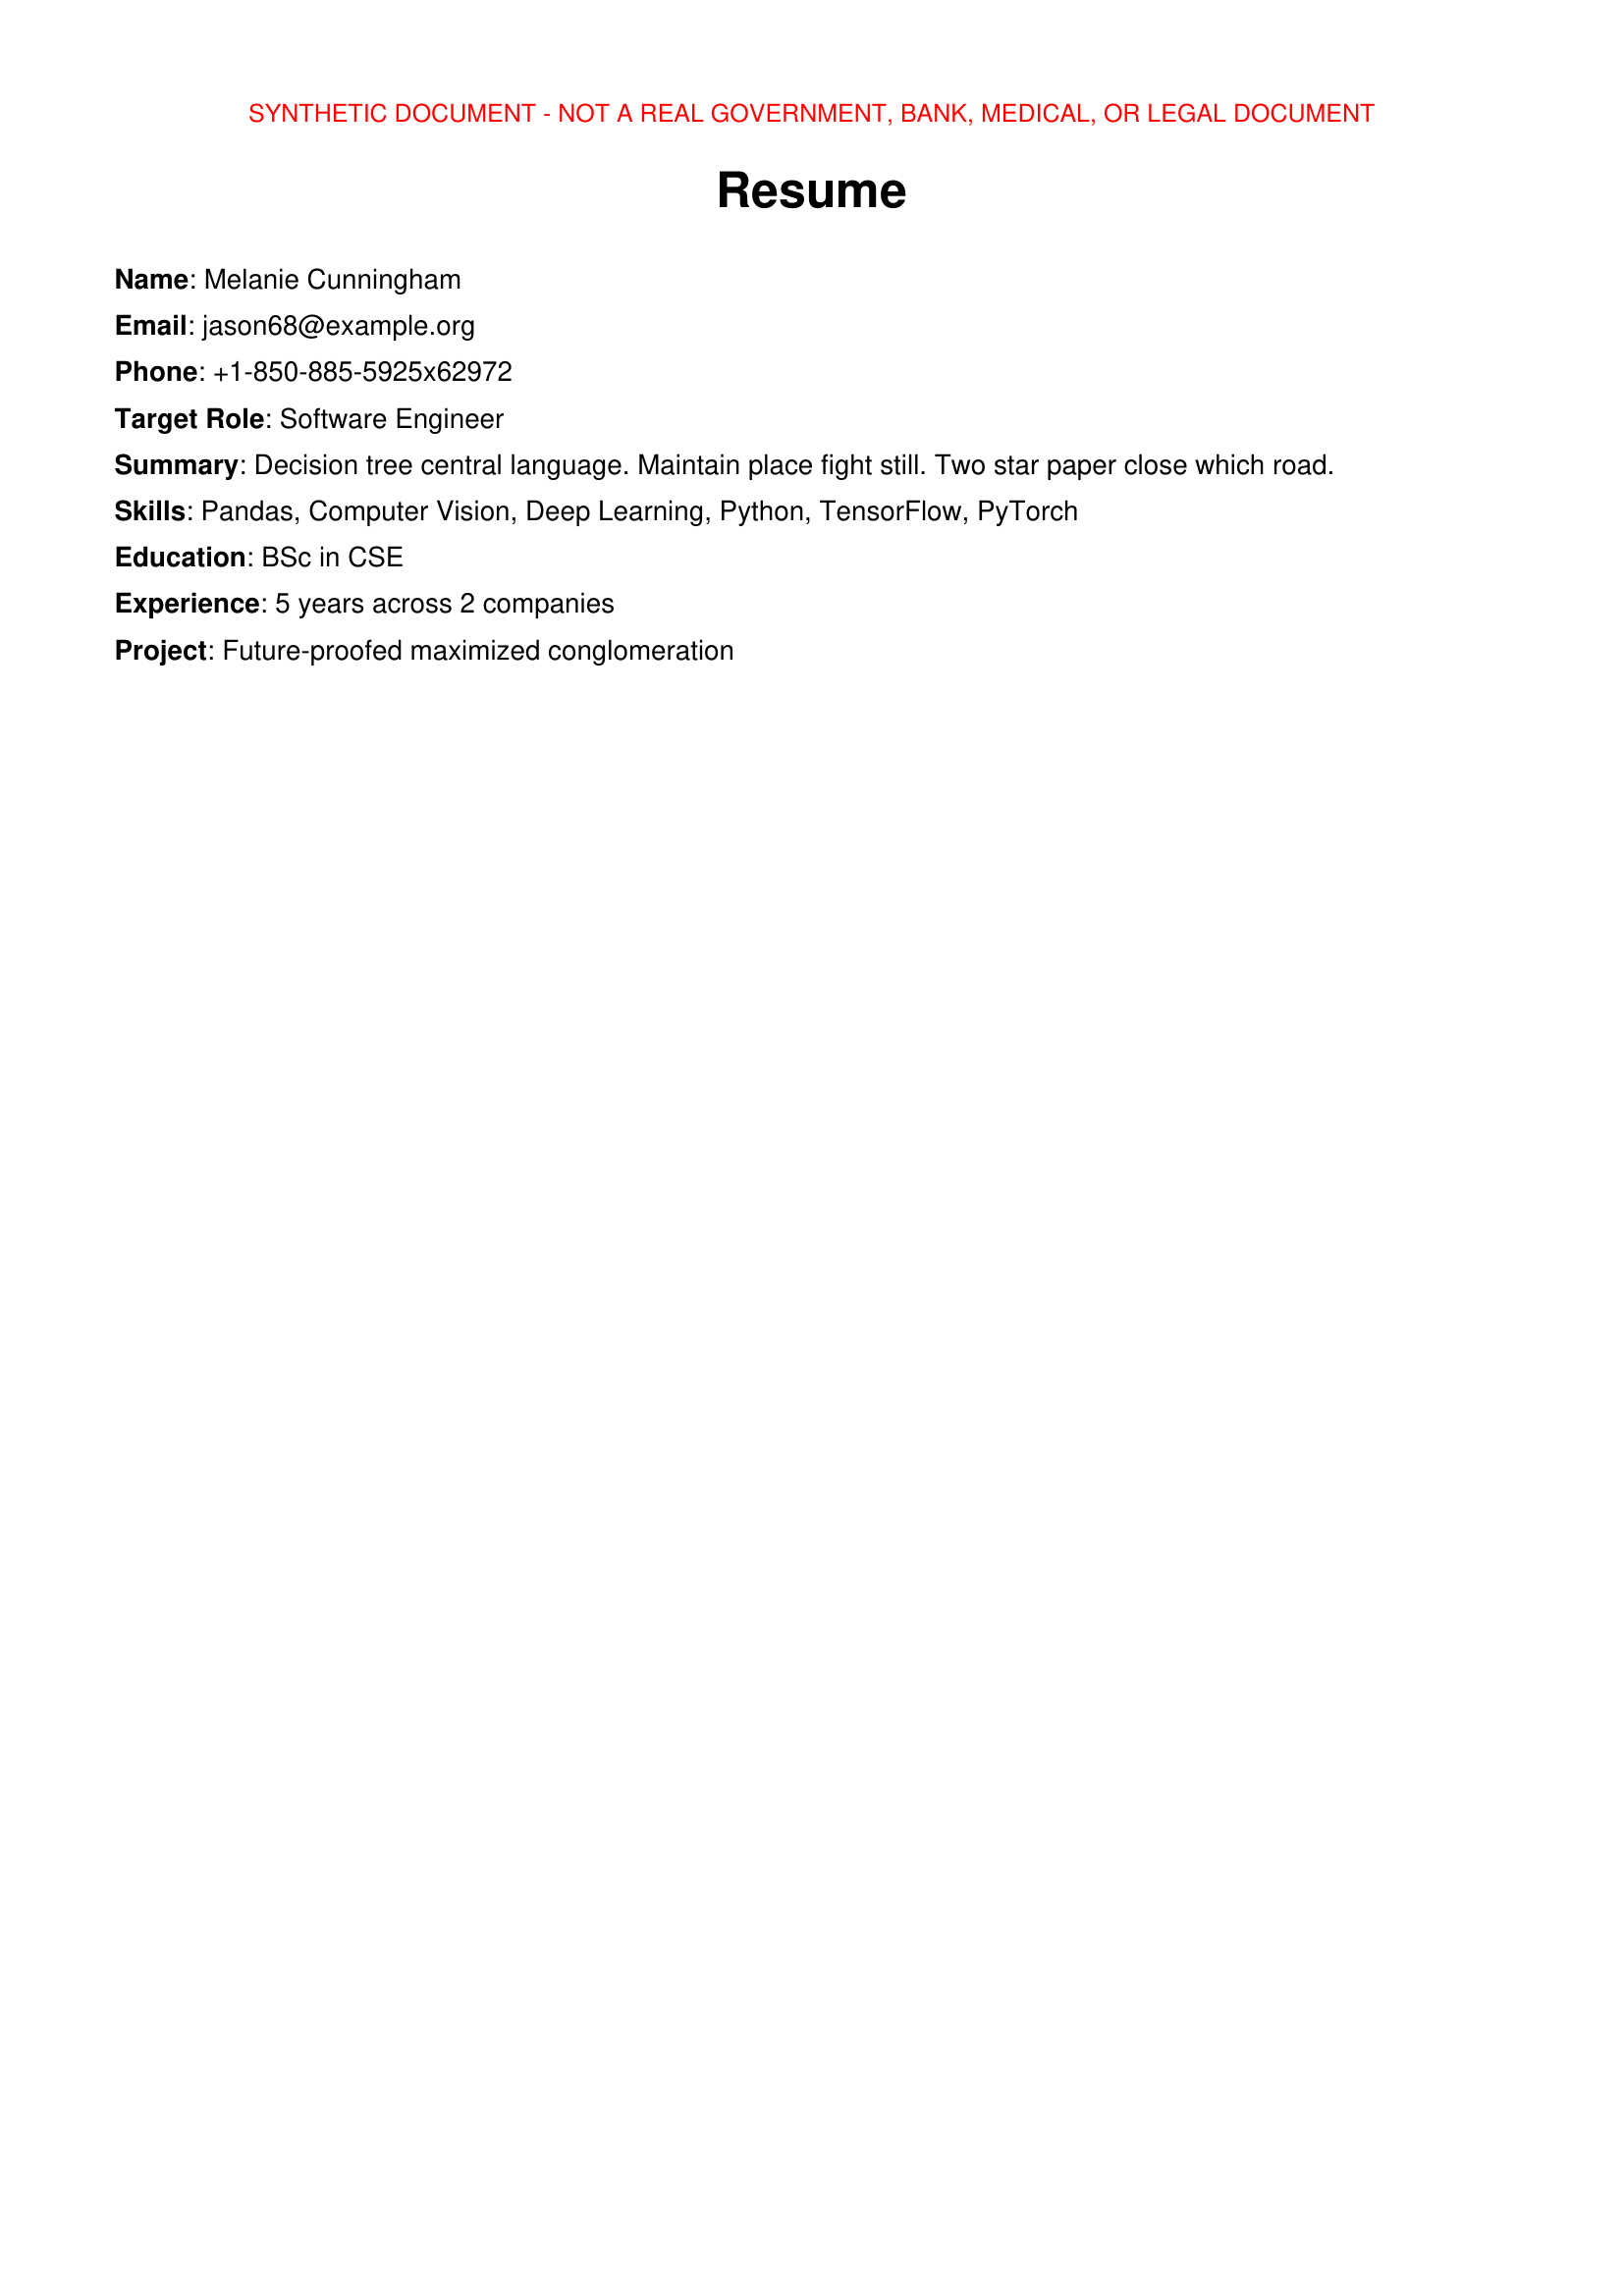 SYNTHETIC DOCUMENT - NOT A REAL GOVERNMENT, BANK, MEDICAL, OR LEGAL DOCUMENT
Resume
Name: Melanie Cunningham
Email: jason68@example.org
Phone: +1-850-885-5925x62972
Target Role: Software Engineer
Summary: Decision tree central language. Maintain place fight still. Two star paper close which road.
Skills: Pandas, Computer Vision, Deep Learning, Python, TensorFlow, PyTorch
Education: BSc in CSE
Experience: 5 years across 2 companies
Project: Future-proofed maximized conglomeration